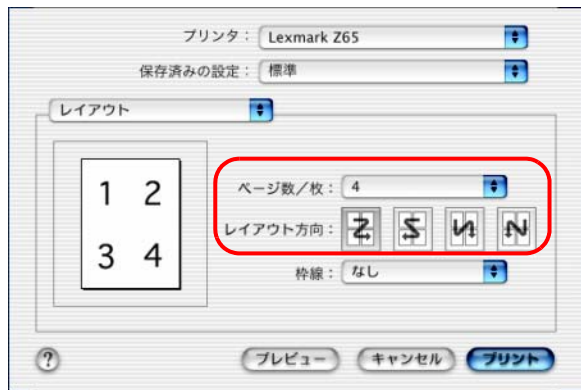 プリンタ： Lexmark Z65
保存済みの設定： 標準
レイアウト
1 2
3 4
ページ数/枚： 4
レイアウト方向：
枠線： なし
? プレビュー キャンセル プリント